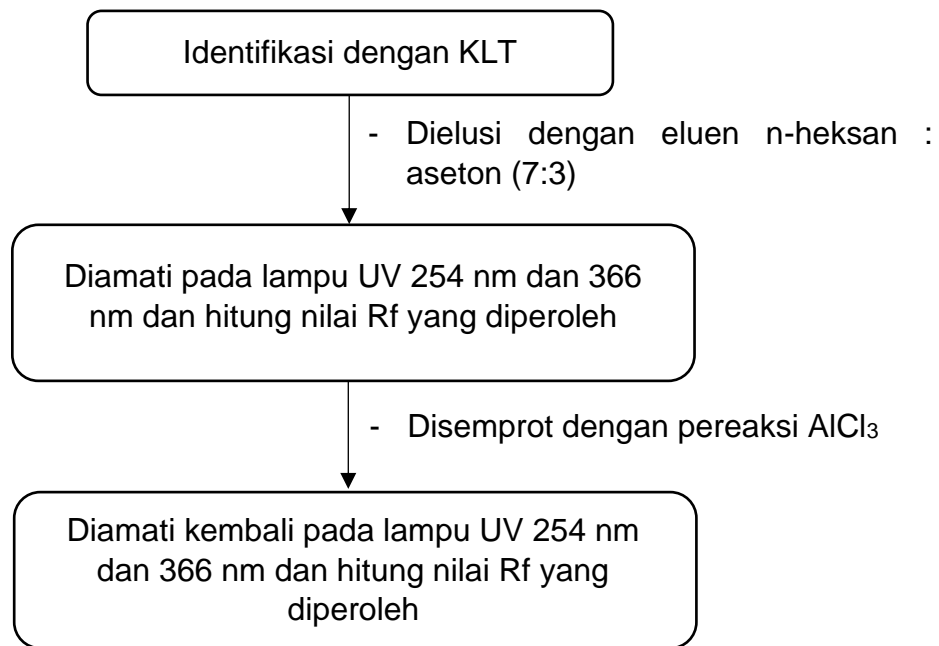 Identifikasi dengan KLT
- Dielusi dengan eluen n-heksan :
aseton (7:3)
Diamati pada lampu UV 254 nm dan 366
nm dan hitung nilai Rf yang diperoleh
- Disemprot dengan pereaksi AlCl₃
Diamati kembali pada lampu UV 254 nm
dan 366 nm dan hitung nilai Rf yang
diperoleh